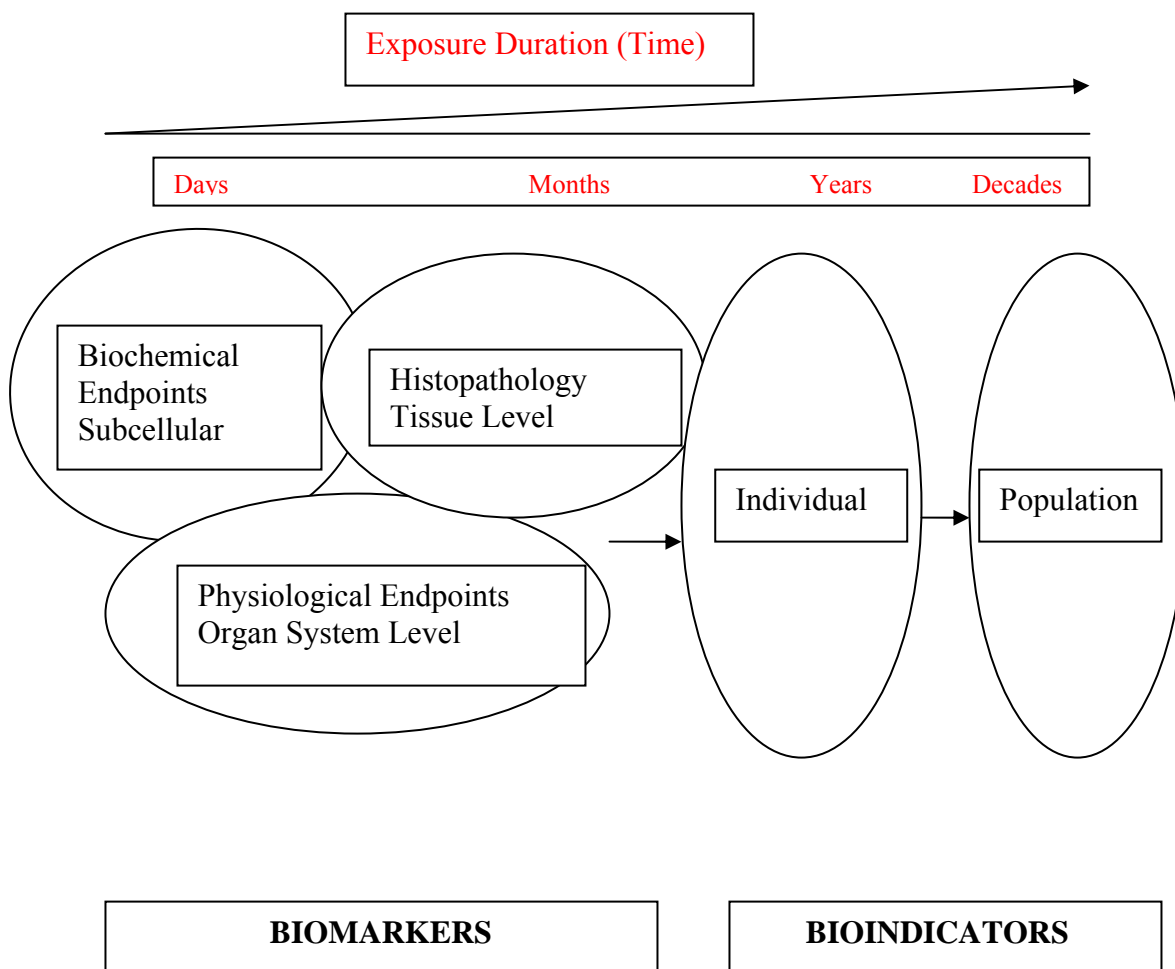 Exposure Duration (Time)
Days Months Years Decades
Biochemical
Endpoints
Subcellular
Histopathology
Tissue Level
Individual
Population
Physiological Endpoints
Organ System Level
BIOMARKERS
BIOINDICATORS